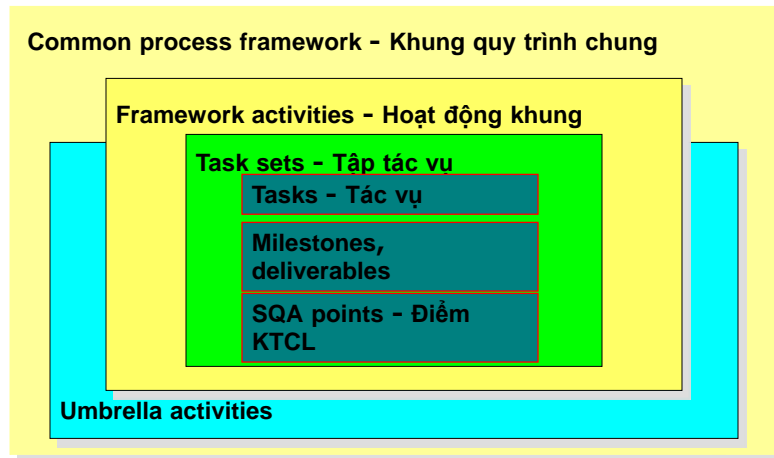 Common process framework - Khung quy trình chung
Framework activities - Hoạt động khung
Task sets - Tập tác vụ
Tasks - Tác vụ
Milestones,
deliverables
SQA points - Điểm
KTCL
Umbrella activities